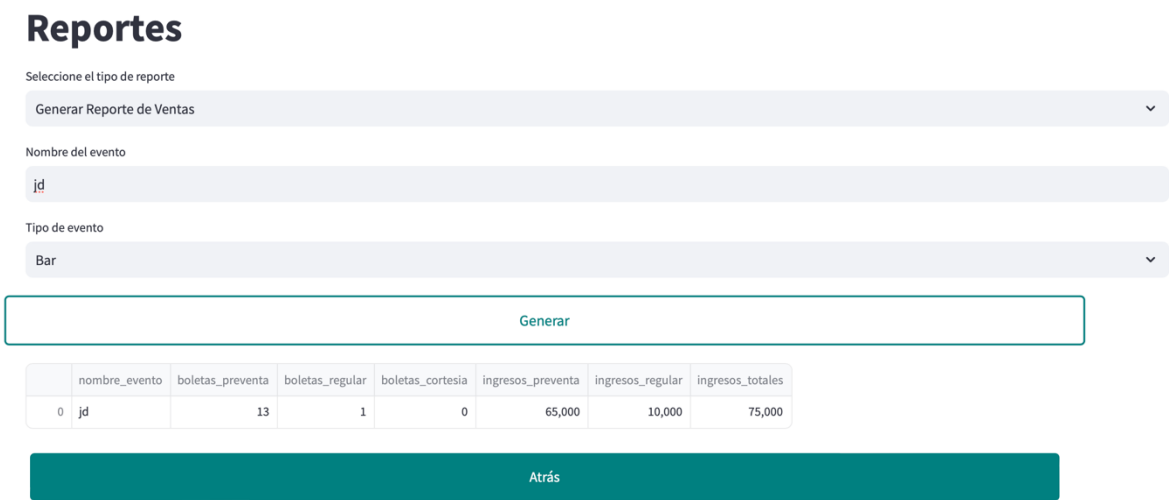 Reportes
Seleccione el tipo de reporte
Generar Reporte de Ventas
Nombre del evento
jd
Tipo de evento
Bar
Generar
nombre_evento boletas_preventa boletas_regular boletas_cortesia ingresos_preventa ingresos_regular ingresos_totales
0 jd 13 1 0 65,000 10,000 75,000
Atrás